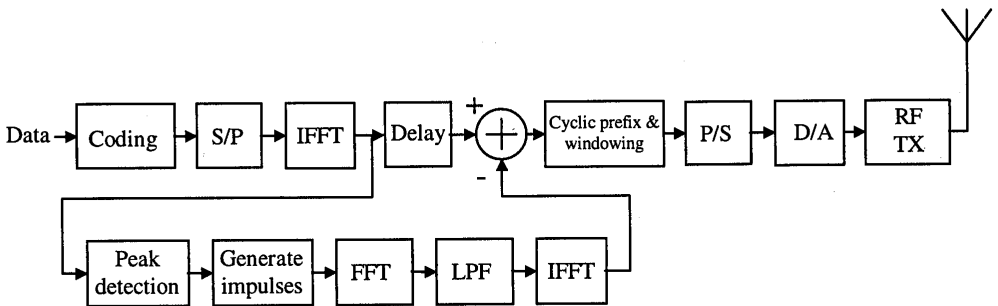 Data
Coding
S/P
IFFT
Delay
+
-
Cyclic prefix &
windowing
P/S
D/A
RF
TX
Peak
detection
Generate
impulses
FFT
LPF
IFFT